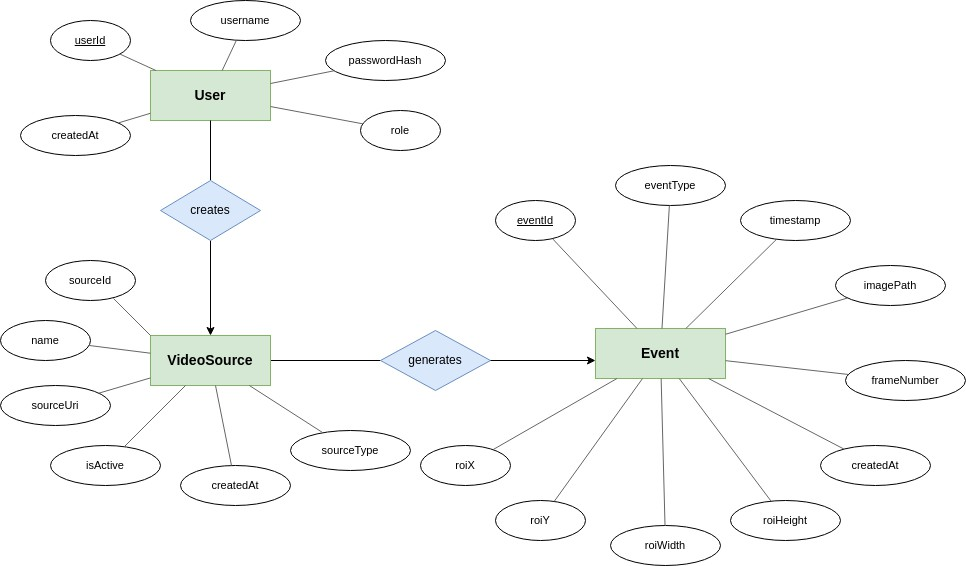 username
userId
passwordHash
User
role
createdAt
creates
eventType
eventId
timestamp
sourceId
imagePath
name
VideoSource
generates
Event
frameNumber
sourceUri
sourceType
isActive
createdAt
roiX
createdAt
roiY
roiHeight
roiWidth